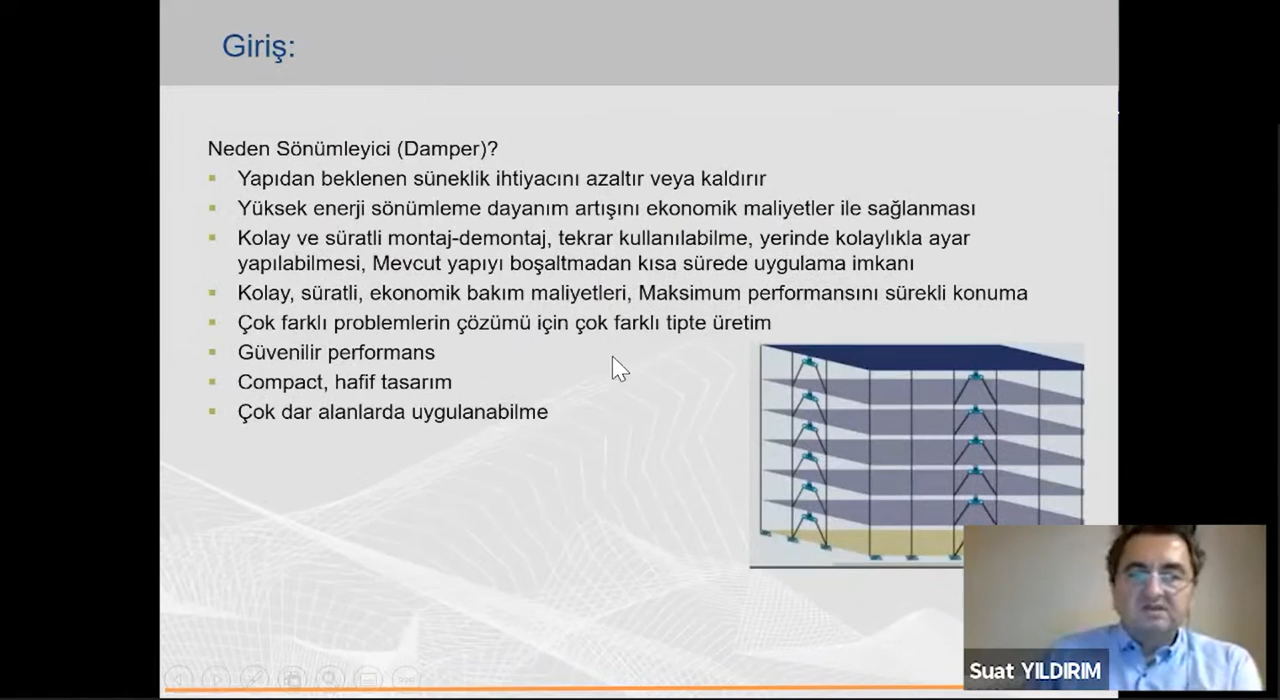 Giriş:
Neden Sönümleyici (Damper)?
Yapıdan beklenen süneklik ihtiyacını azaltır veya kaldırır
Yüksek enerji sönümleme dayanım artışını ekonomik maliyetler ile sağlanması
Kolay ve süratli montaj-demontaj, tekrar kullanılabilme, yerinde kolaylıkla ayar
yapılabilmesi, Mevcut yapıyı boşaltmadan kısa sürede uygulama imkanı
Kolay, süratli, ekonomik bakım maliyetleri, Maksimum performansını sürekli konuma
Çok farklı problemlerin çözümü için çok farklı tipte üretim
Güvenilir performans
Compact, hafif tasarım
Çok dar alanlarda uygulanabilme
Suat YILDIRIM